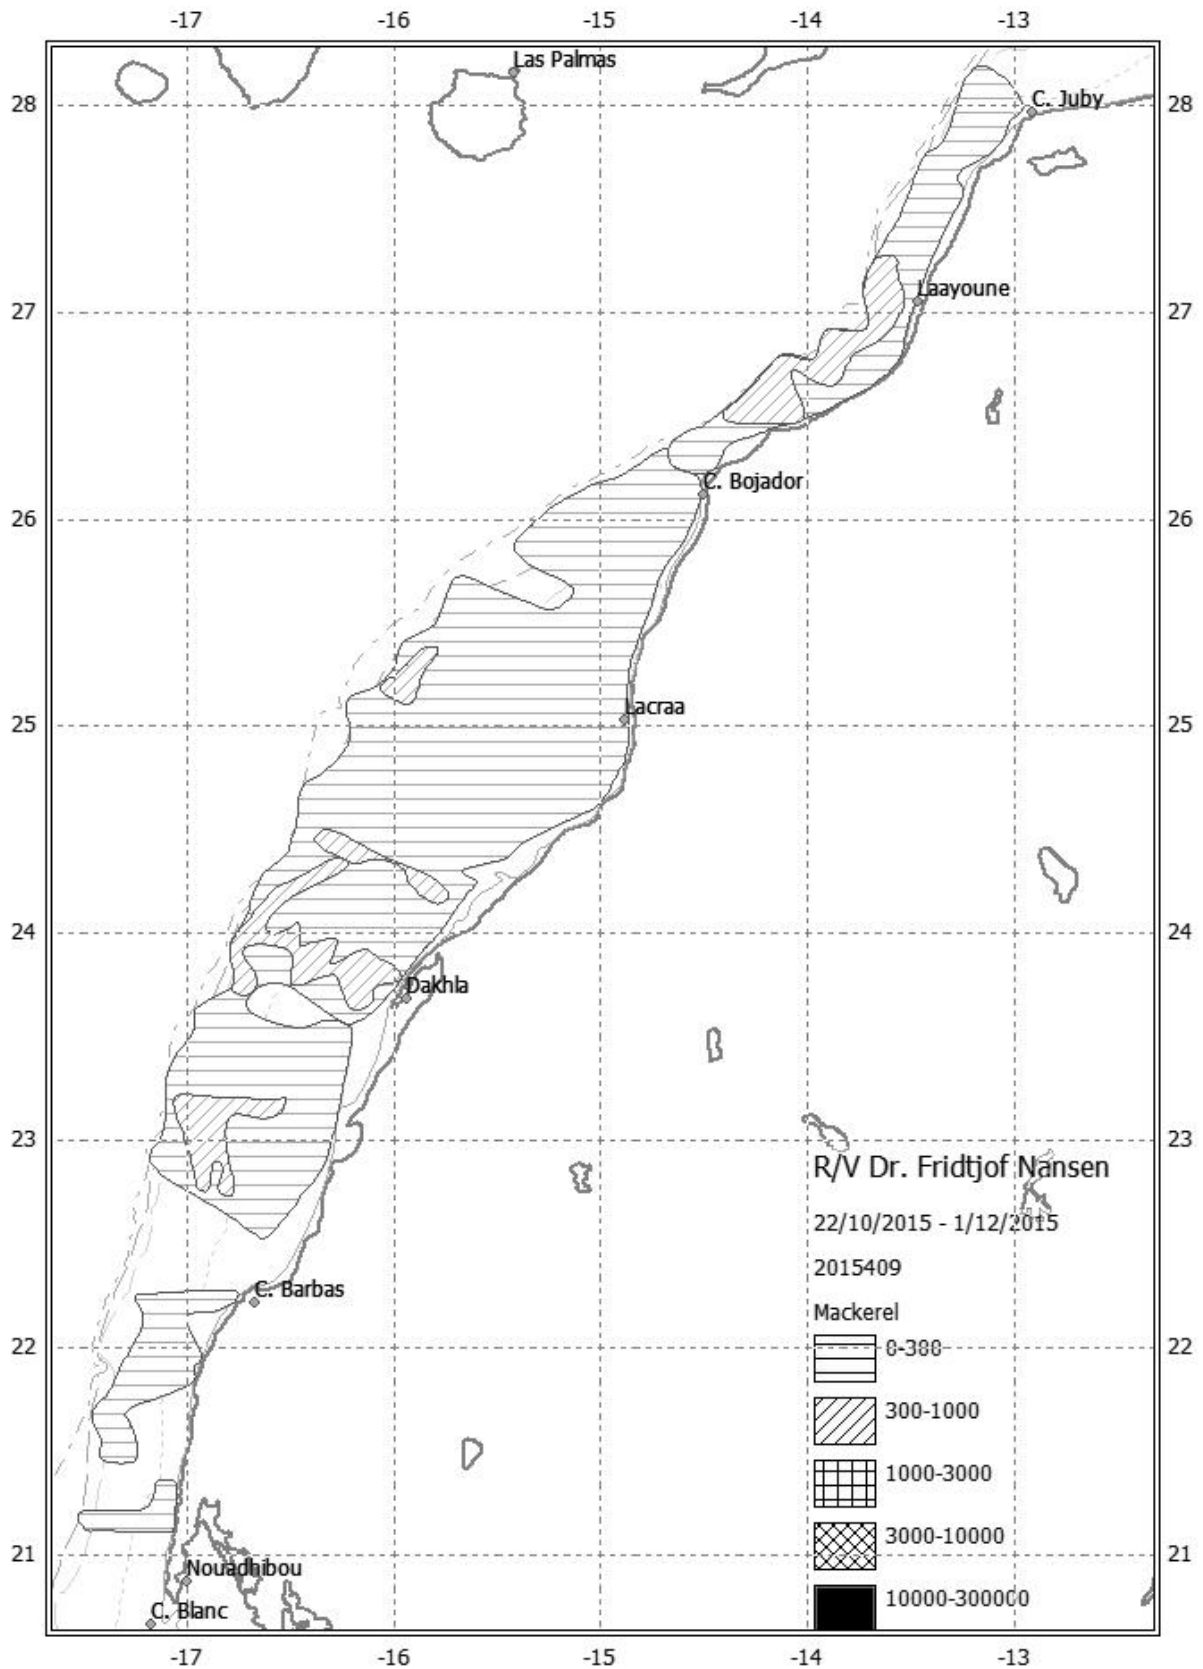 -17 -16 -15 -14 -13
Las Palmas
28 C. Juby 28
27 Laayoune 27
C. Bojador
26 26
25 Lacraa 25
24 24
Dakhla
23 23
R/V Dr. Fridtjof Nansen
22/10/2015 - 1/12/2015
2015409
C. Barbas
Mackerel
22 0-300 22
300-1000
1000-3000
3000-10000
21 21
Nouadhibou
10000-300000
C. Blanc
-17 -16 -15 -14 -13